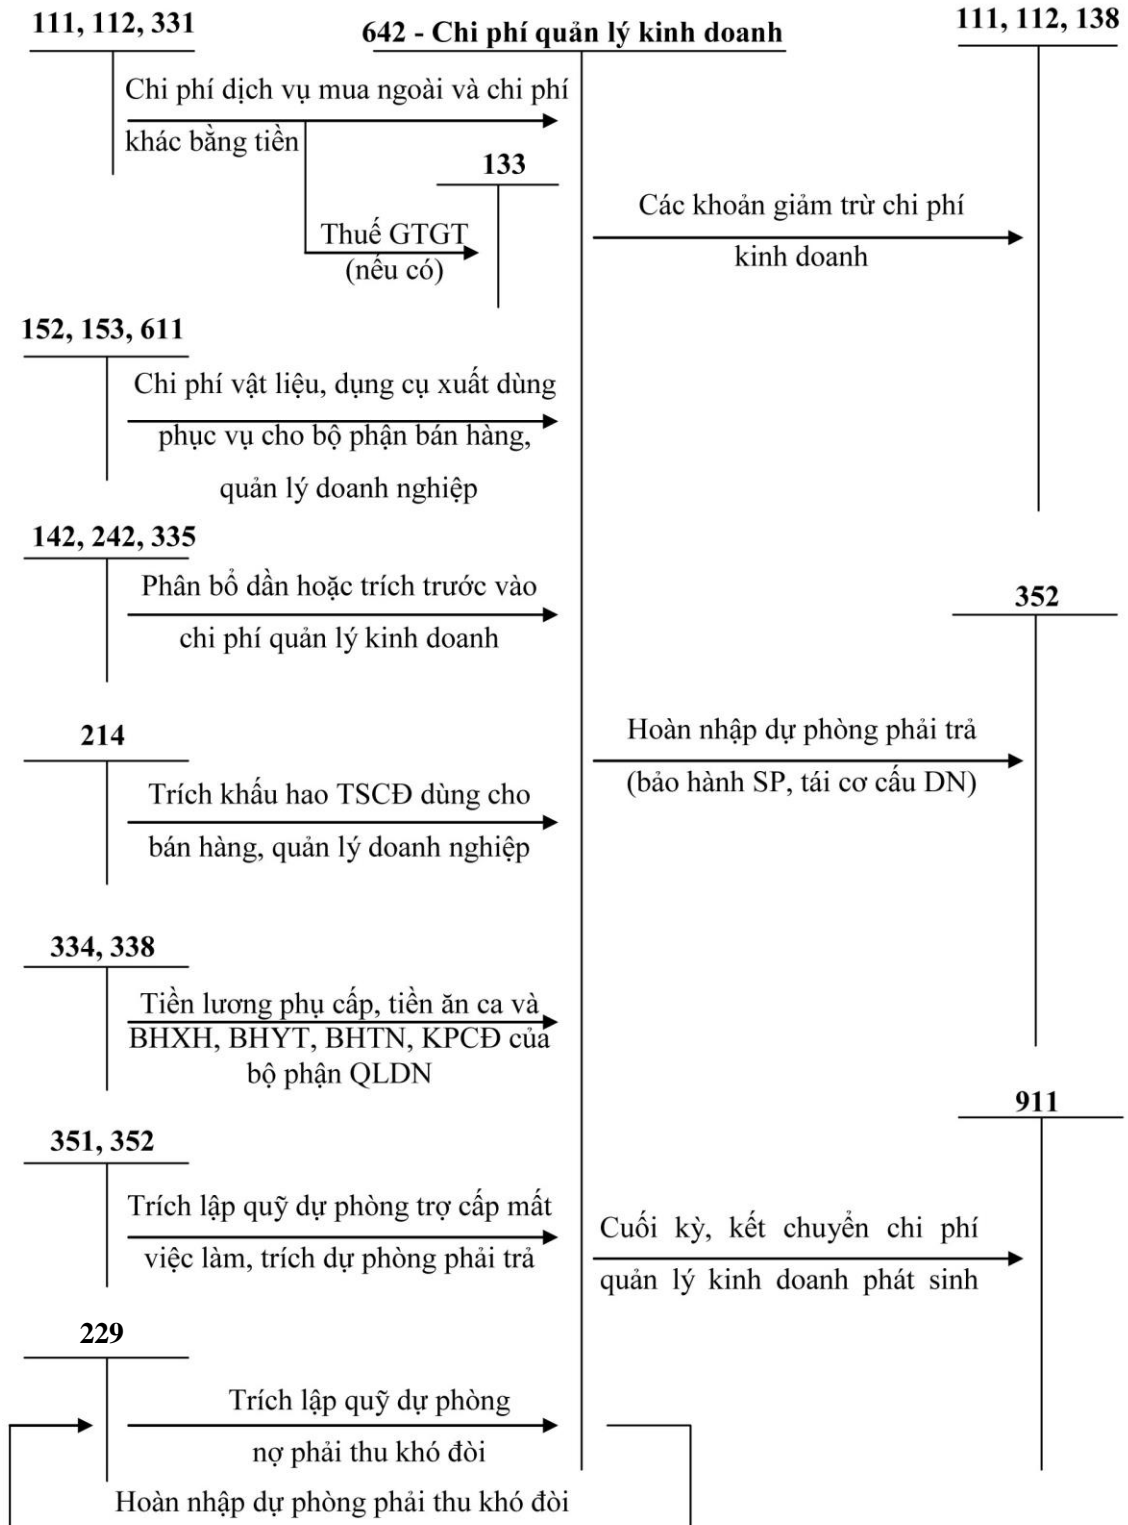 111, 112, 331
642 - Chi phí quản lý kinh doanh
111, 112, 138
Chi phí dịch vụ mua ngoài và chi phí
khác bằng tiền
133
Thuế GTGT
(nếu có)
Các khoản giảm trừ chi phí
kinh doanh
152, 153, 611
Chi phí vật liệu, dụng cụ xuất dùng
phục vụ cho bộ phận bán hàng,
quản lý doanh nghiệp
142, 242, 335
Phân bổ dần hoặc trích trước vào
chi phí quản lý kinh doanh
352
214
Trích khấu hao TSCĐ dùng cho
bán hàng, quản lý doanh nghiệp
Hoàn nhập dự phòng phải trả
(bảo hành SP, tái cơ cấu DN)
334, 338
Tiền lương phụ cấp, tiền ăn ca và
BHXH, BHYT, BHTN, KPCĐ của
bộ phận QLDN
911
351, 352
Trích lập quỹ dự phòng trợ cấp mất
việc làm, trích dự phòng phải trả
Cuối kỳ, kết chuyển chi phí
quản lý kinh doanh phát sinh
229
Trích lập quỹ dự phòng
nợ phải thu khó đòi
Hoàn nhập dự phòng phải thu khó đòi